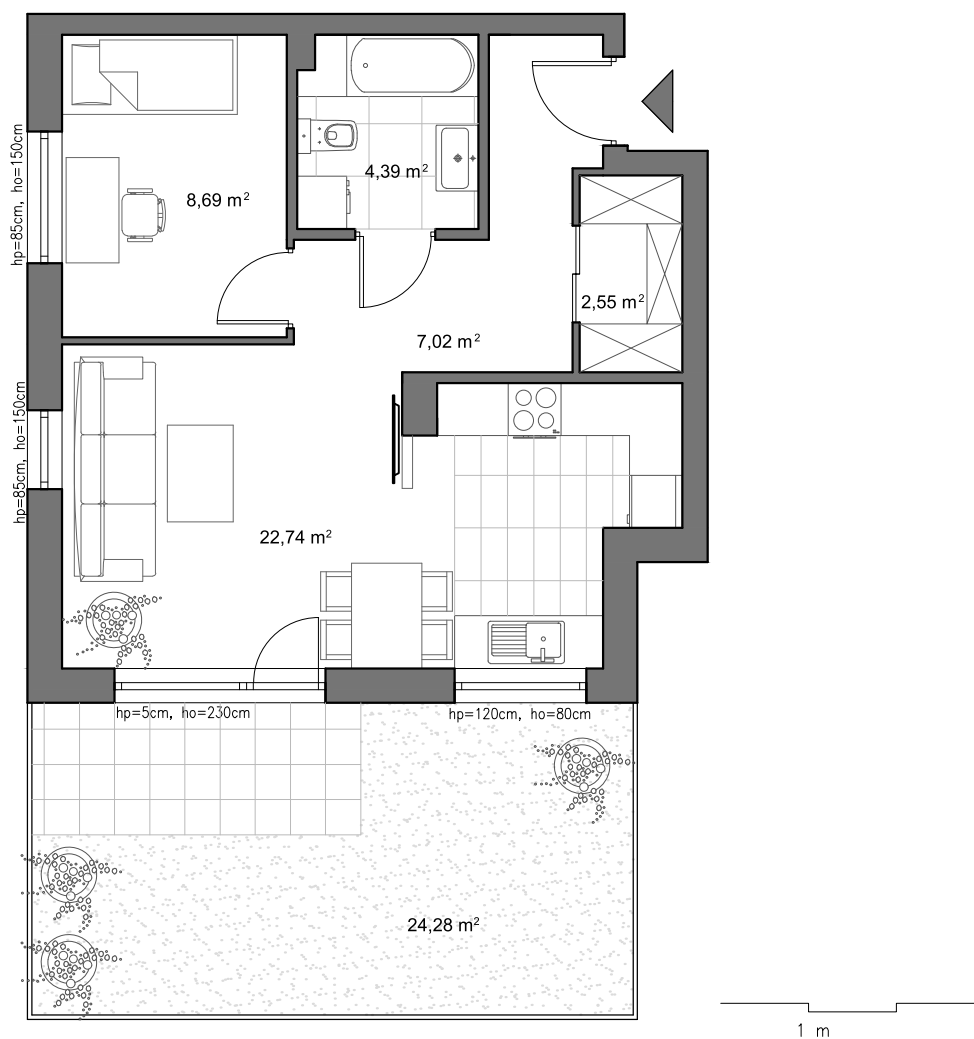 hp=85cm, ho=150cm
8,69 m²
4,39 m²
2,55 m²
7,02 m²
hp=85cm, ho=150cm
22,74 m²
hp=5cm, ho=230cm
hp=120cm, ho=80cm
24,28 m²
1 m